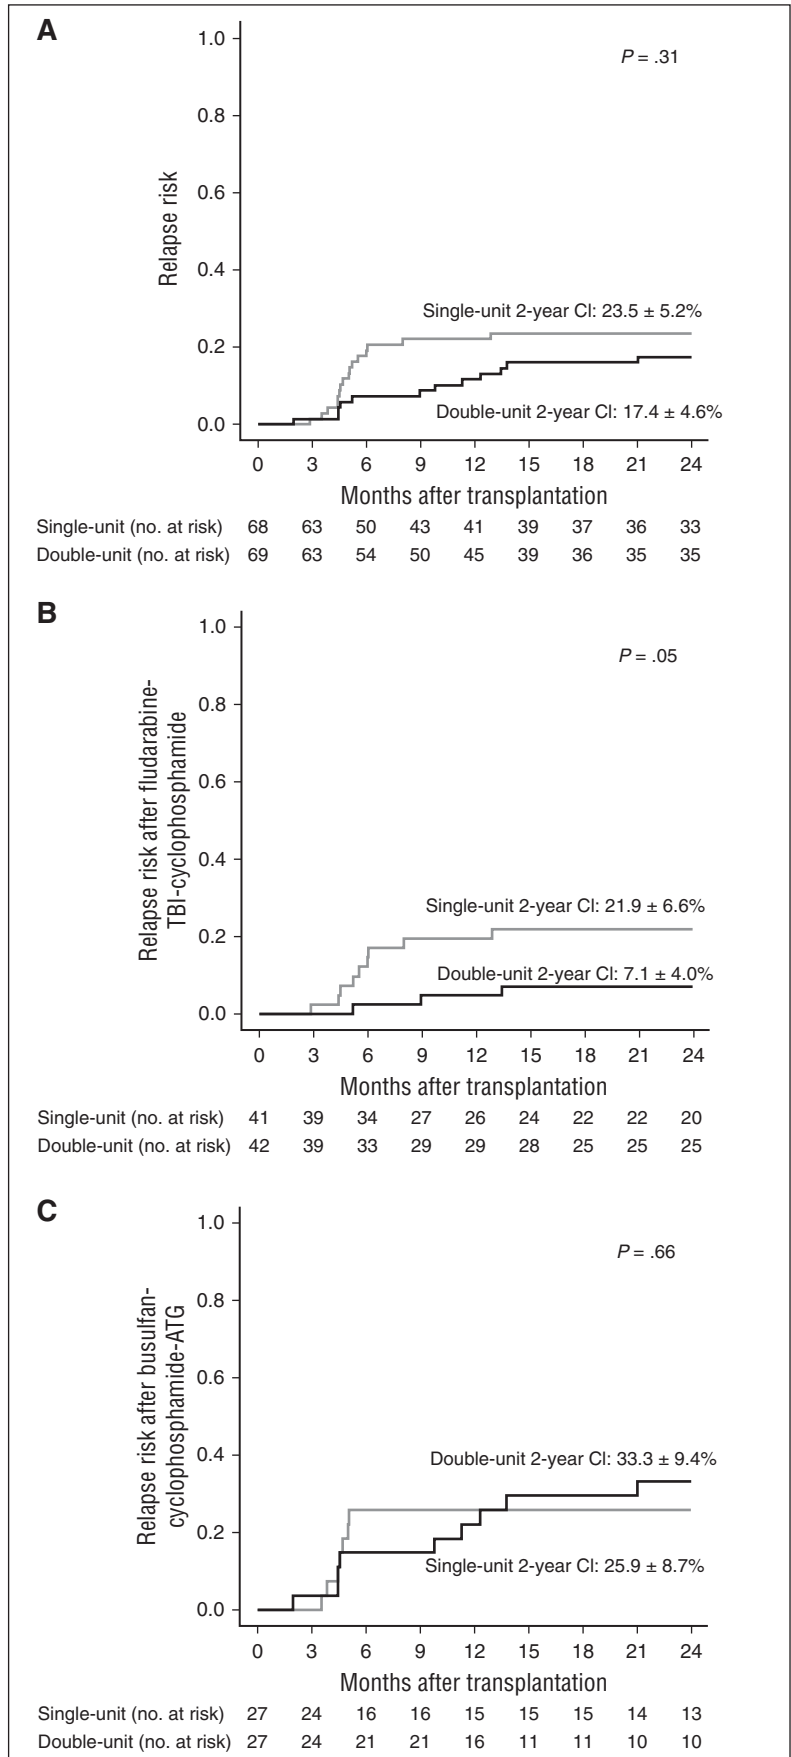 A
1.0
P = .31
0.8
0.6
Relapse risk
0.4
Single-unit 2-year CI: 23.5 ± 5.2%
0.2
Double-unit 2-year CI: 17.4 ± 4.6%
0.0
0 3 6 9 12 15 18 21 24
Months after transplantation
Single-unit (no. at risk) 68 63 50 43 41 39 37 36 33
Double-unit (no. at risk) 69 63 54 50 45 39 36 35 35
B
1.0
P = .05
0.8
0.6
Relapse risk after fludarabine-
TBI-cyclophosphamide
0.4
Single-unit 2-year CI: 21.9 ± 6.6%
0.2
Double-unit 2-year CI: 7.1 ± 4.0%
0.0
0 3 6 9 12 15 18 21 24
Months after transplantation
Single-unit (no. at risk) 41 39 34 27 26 24 22 22 20
Double-unit (no. at risk) 42 39 33 29 29 28 25 25 25
C
1.0
P = .66
0.8
0.6
Relapse risk after busulfan-
cyclophosphamide-ATG
0.4
Double-unit 2-year CI: 33.3 ± 9.4%
0.2
Single-unit 2-year CI: 25.9 ± 8.7%
0.0
0 3 6 9 12 15 18 21 24
Months after transplantation
Single-unit (no. at risk) 27 24 16 16 15 15 15 14 13
Double-unit (no. at risk) 27 24 21 21 16 11 11 10 10